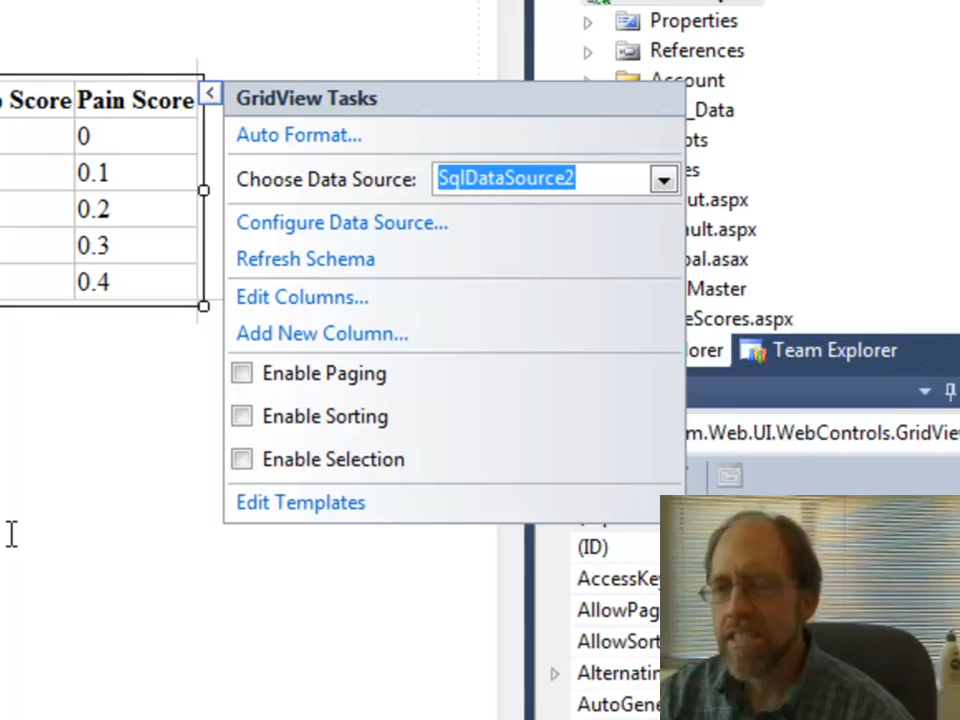 Properties
References
Account
_Data
Score Pain Score
0
0.1
0.2
0.3
0.4
GridView Tasks
Auto Format...
Choose Data Source: SqlDataSource2
Configure Data Source...
Refresh Schema
Edit Columns...
Add New Column...
Enable Paging
Enable Sorting
Enable Selection
Edit Templates
pts
es
ut.aspx
ault.aspx
bal.asax
Master
eScores.aspx
orer Team Explorer
m.Web.UI.WebControls.GridVie
(ID)
AccessKe
AllowPag
AllowSort
Alternatin
AutoGene